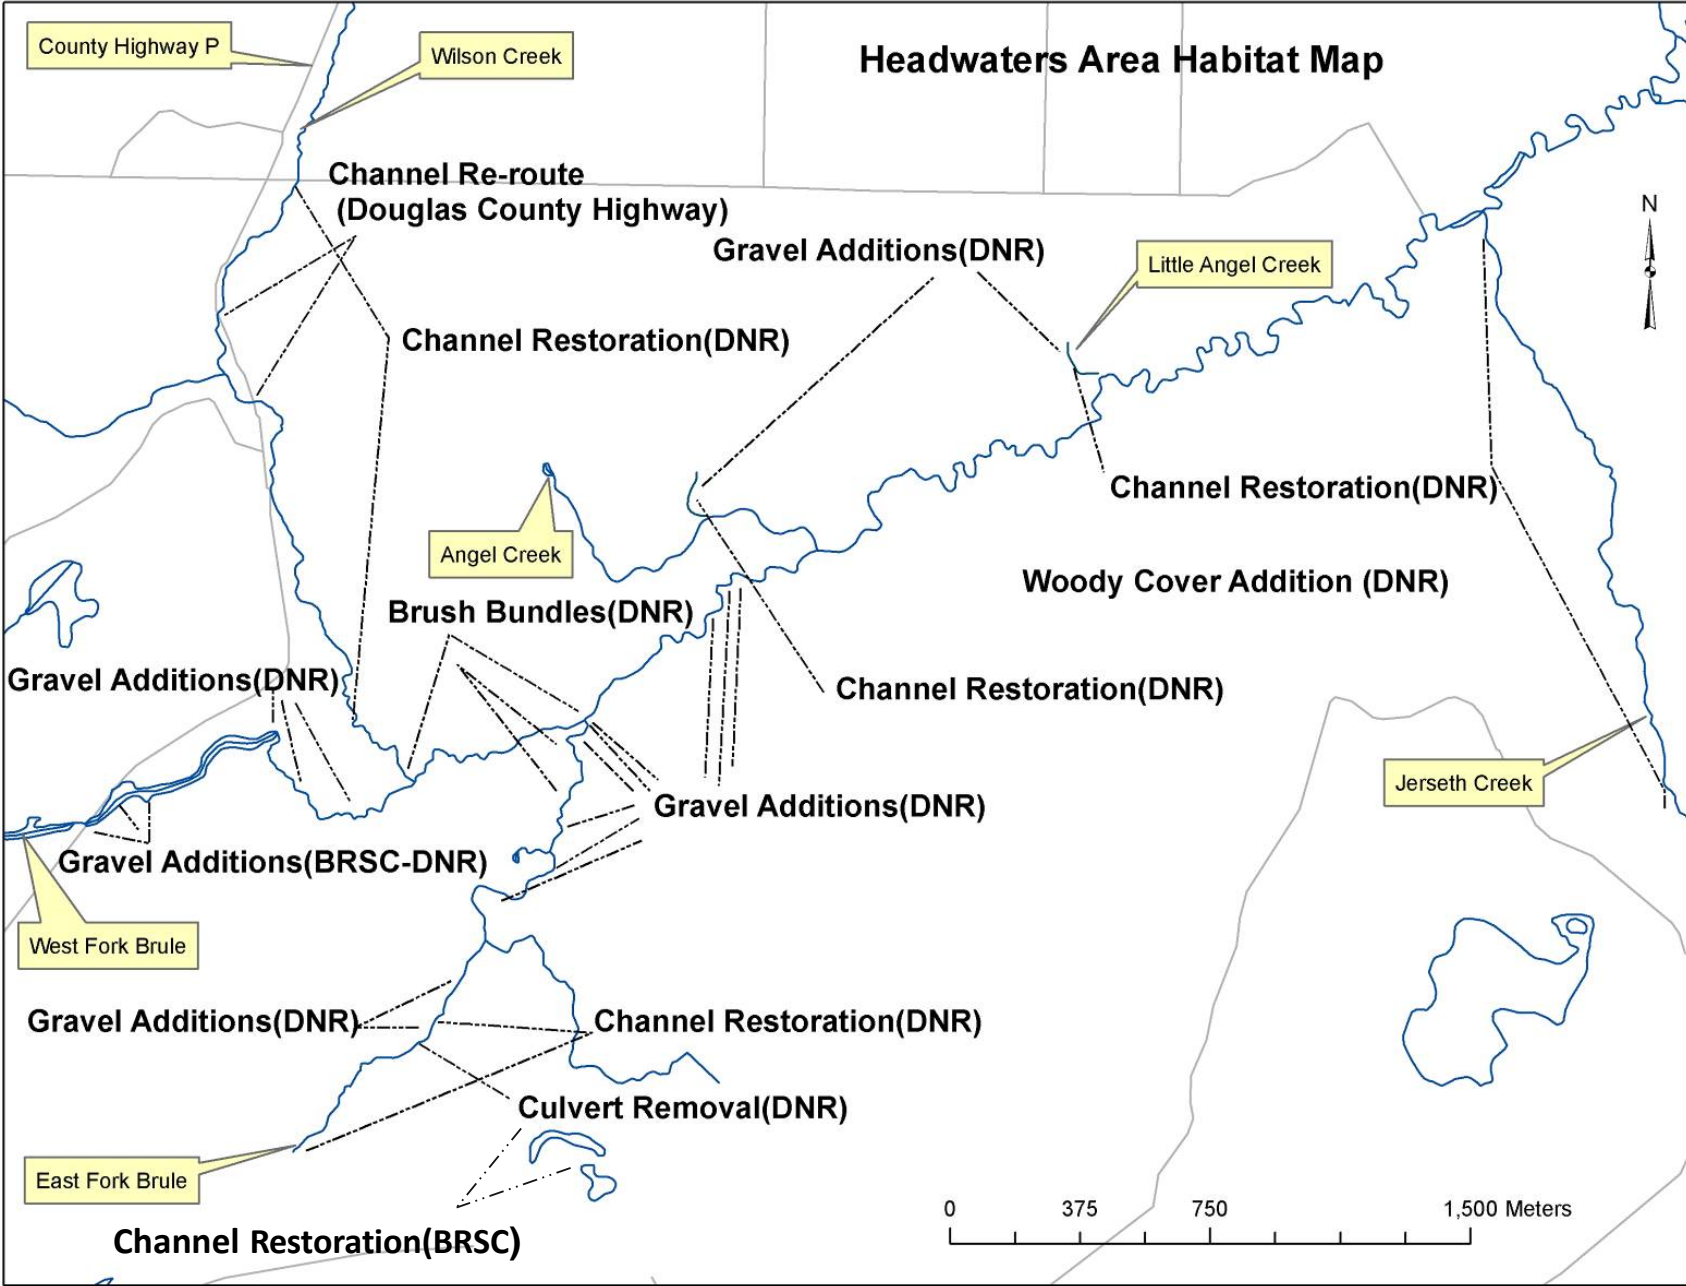 County Highway P
Wilson Creek
Headwaters Area Habitat Map
Channel Re-route
(Douglas County Highway)
N
Gravel Additions(DNR)
Little Angel Creek
Channel Restoration(DNR)
Channel Restoration(DNR)
Angel Creek
Woody Cover Addition (DNR)
Brush Bundles(DNR)
Gravel Additions(DNR)
Channel Restoration(DNR)
Jerseth Creek
Gravel Additions(DNR)
Gravel Additions(BRSC-DNR)
West Fork Brule
Gravel Additions(DNR)
Channel Restoration(DNR)
Culvert Removal(DNR)
East Fork Brule
0 375 750 1,500 Meters
Channel Restoration(BRSC)